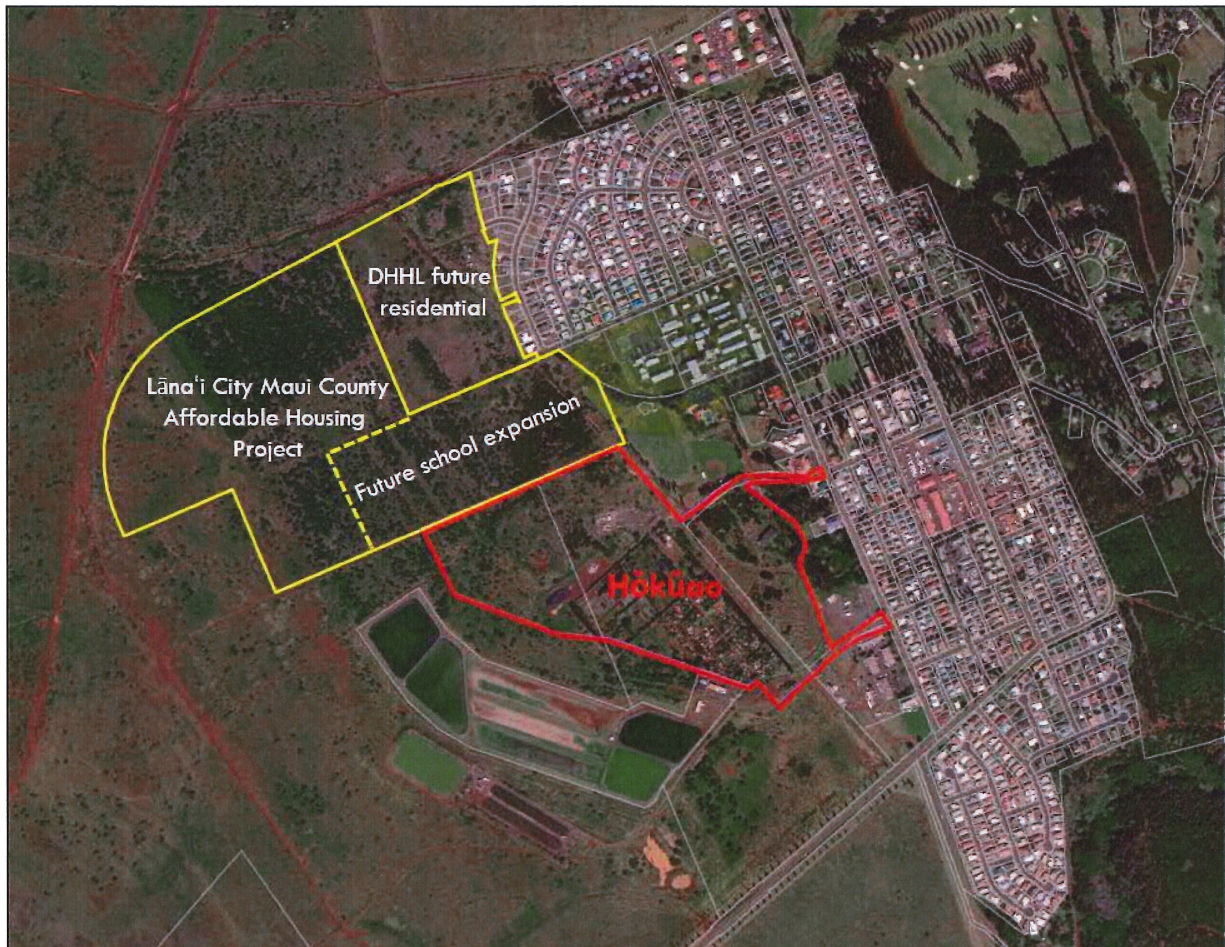 DHHL future
residential
Lāna‘i City Maui County
Affordable Housing
Project
Future school expansion
Hōkūao